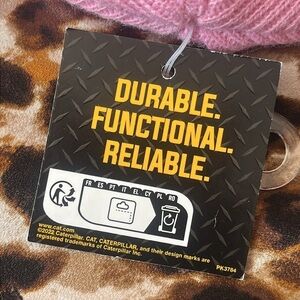 DURABLE.
FUNCTIONAL.
RELIABLE.
FR ES PT IT EL CY PL RO
www.cat.com
©2022 Caterpillar. CAT, CATERPILLAR, and their design marks are
registered trademarks of Caterpillar Inc.
PK3784